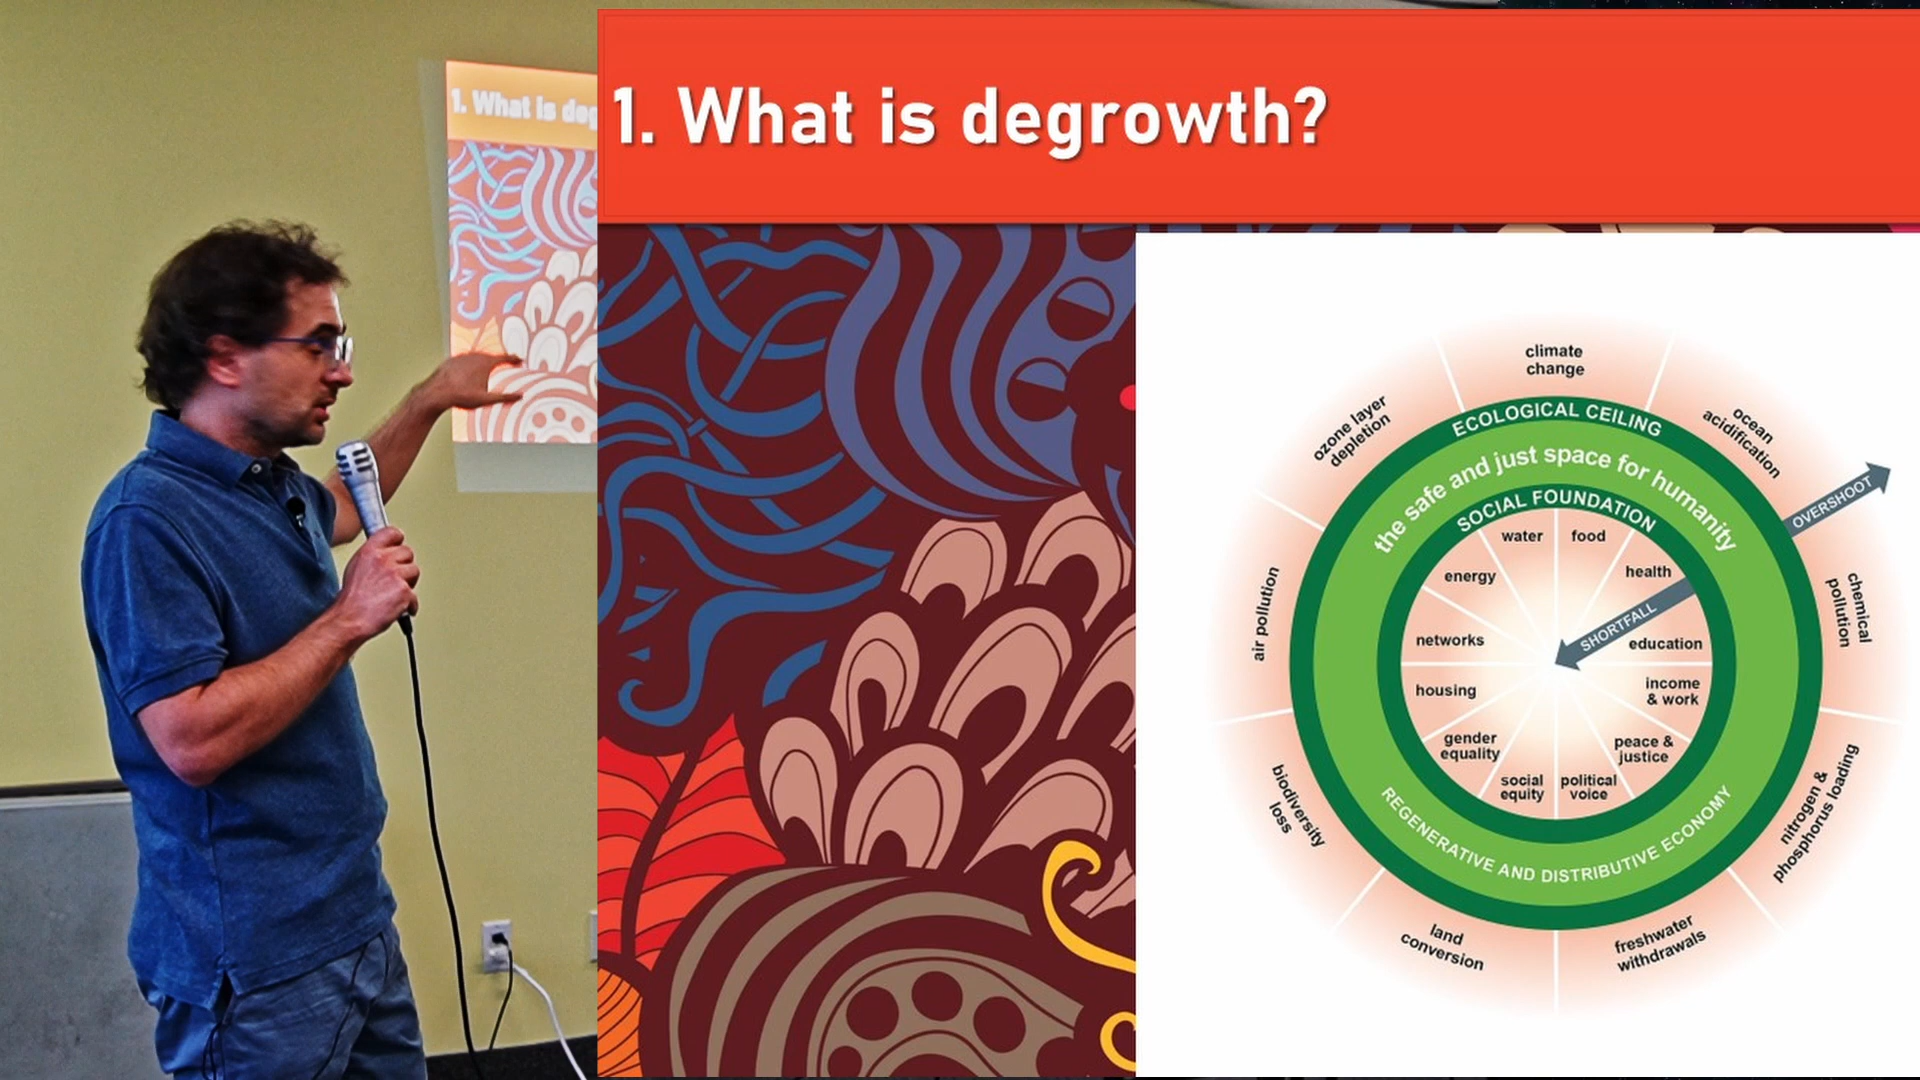 1. What is deg
1. What is degrowth?
climate
change
ocean
acidification
chemical
pollution
nitrogen &
phosphorus loading
freshwater
withdrawals
land
conversion
biodiversity
loss
air pollution
ozone layer
depletion
ECOLOGICAL CEILING
the safe and just space for humanity
SOCIAL FOUNDATION
OVERSHOOT
SHORTFALL
water
food
health
education
income
& work
peace &
justice
political
voice
social
equity
gender
equality
housing
networks
energy
REGENERATIVE AND DISTRIBUTIVE ECONOMY